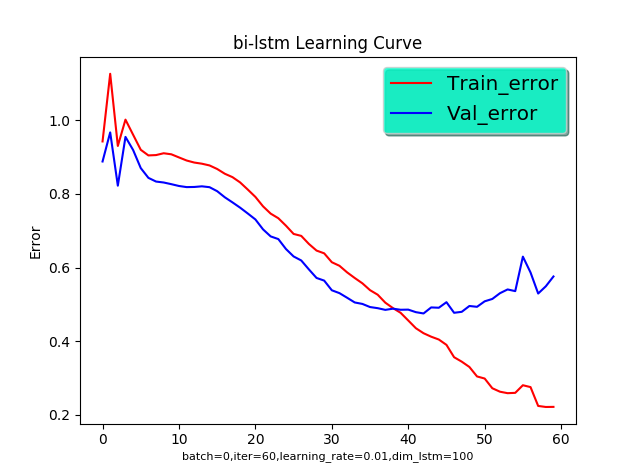 bi-lstm Learning Curve
Train_error
Val_error
Error
1.0
0.8
0.6
0.4
0.2
0 10 20 30 40 50 60
batch=0,iter=60,learning_rate=0.01,dim_lstm=100